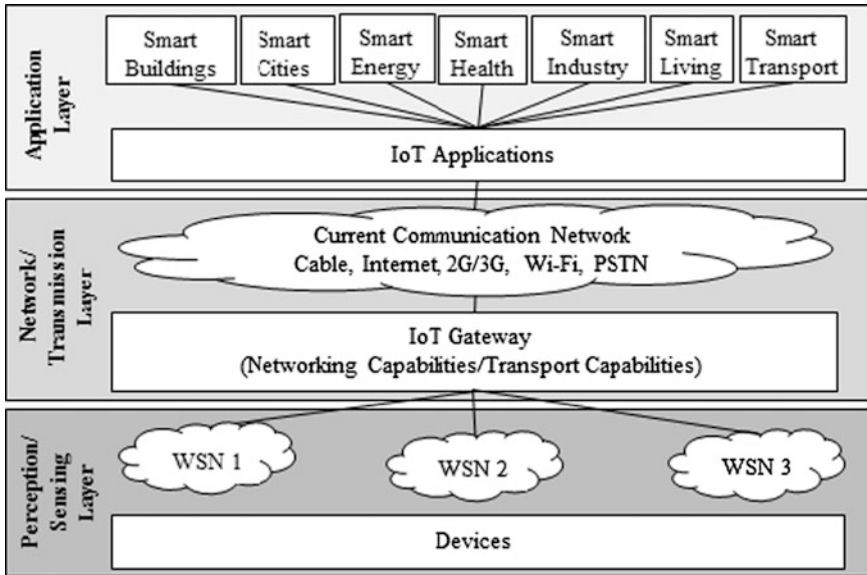 Application
Layer
Smart
Buildings
Smart
Cities
Smart
Energy
Smart
Health
Smart
Industry
Smart
Living
Smart
Transport
IoT Applications
Network/
Transmission
Layer
Current Communication Network
Cable, Internet, 2G/3G, Wi-Fi, PSTN
IoT Gateway
(Networking Capabilities/Transport Capabilities)
Perception/
Sensing
Layer
WSN 1
WSN 2
WSN 3
Devices